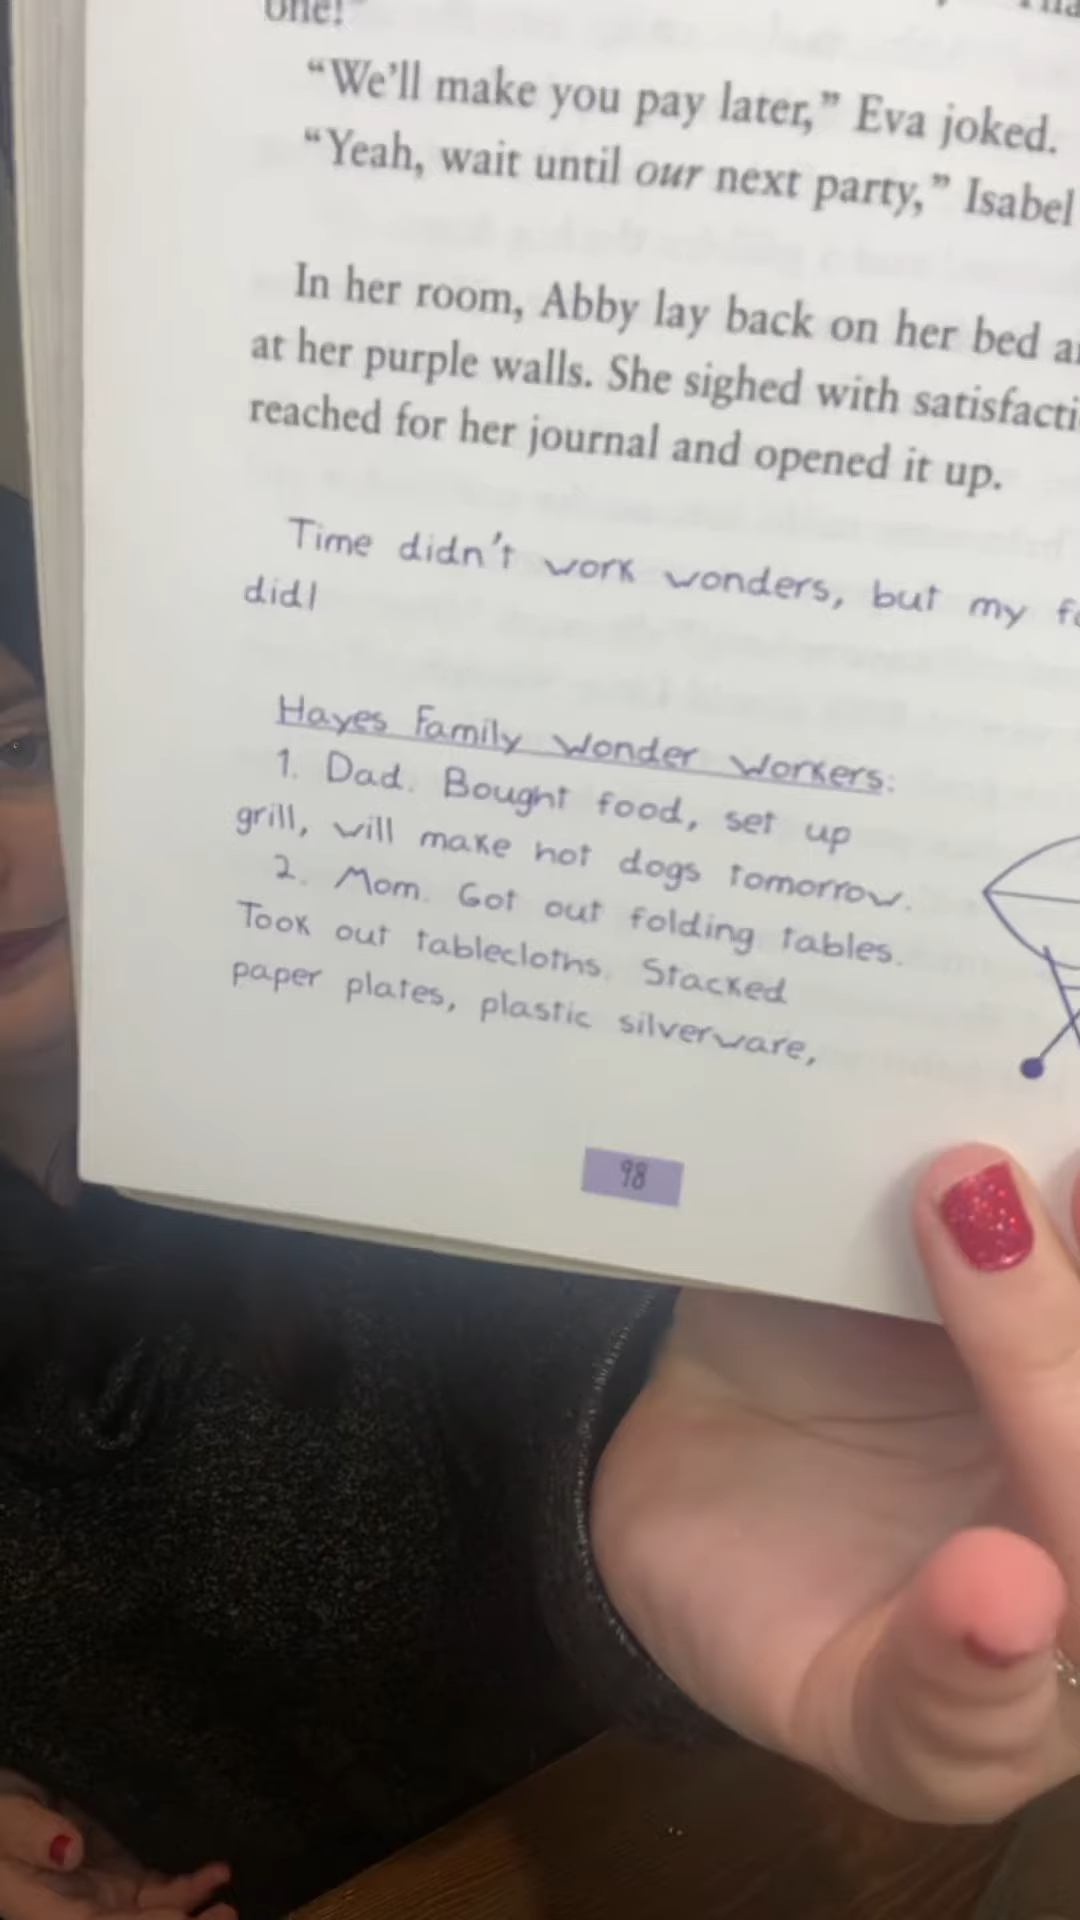 one!"
"We'll make you pay later," Eva joked.
"Yeah, wait until our next party," Isabel
In her room, Abby lay back on her bed
at her purple walls. She sighed with
reached for her journal and opened it up.
Time didn't work wonders, but my
did!
Hayes Family Wonder Workers:
1. Dad. Bought food, set up
grill, will make hot dogs tomorrow.
2. Mom. Got out folding tables.
Took out tablecloths. Stacked
paper plates, plastic silverware,
98